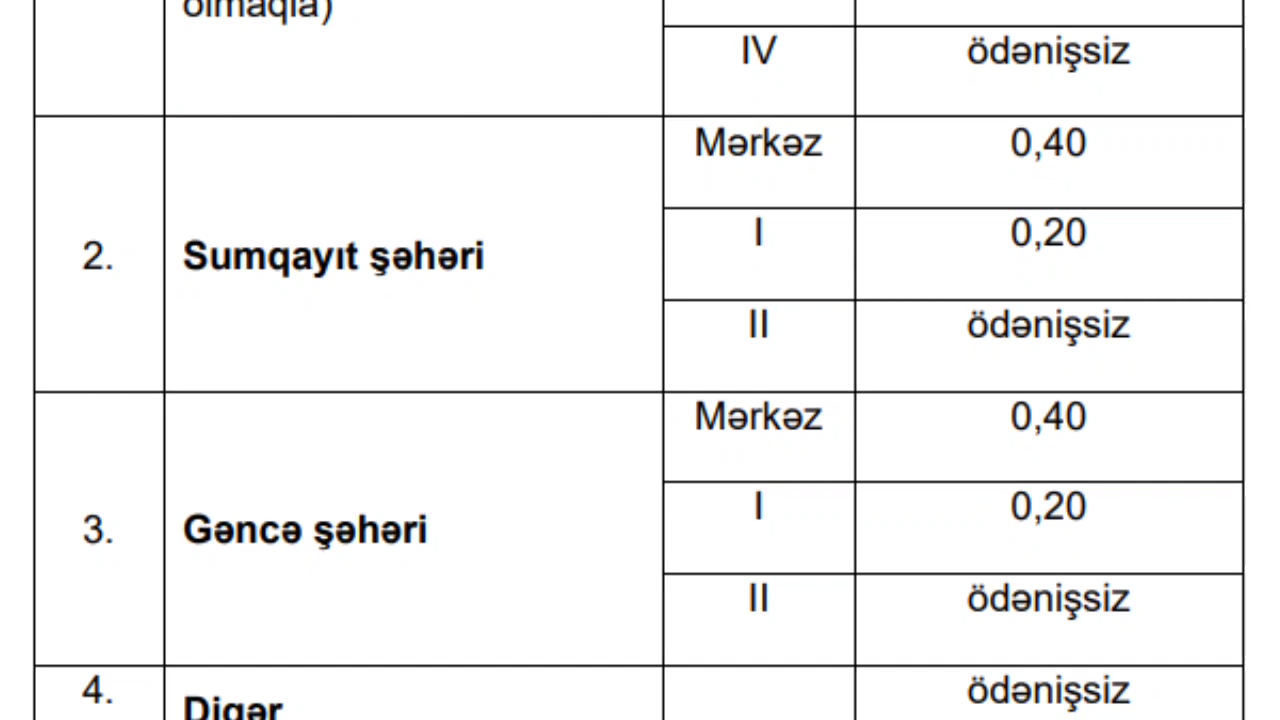 olmaqla)
IV ödənişsiz
Mərkəz 0,40
I 0,20
2. Sumqayıt şəhəri
II ödənişsiz
Mərkəz 0,40
I 0,20
3. Gəncə şəhəri
II ödənişsiz
4. ödənişsiz
Digər